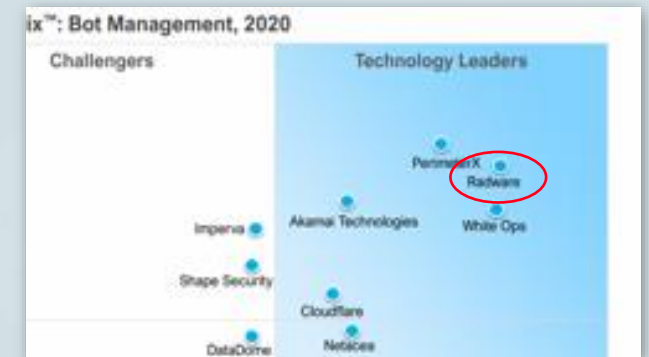 ix™: Bot Management, 2020
Challengers
Technology Leaders
PerimeterX
Radware
Akamai Technologies
White Ops
Imperva
Shape Security
Cloudflare
Netacea
DataDome